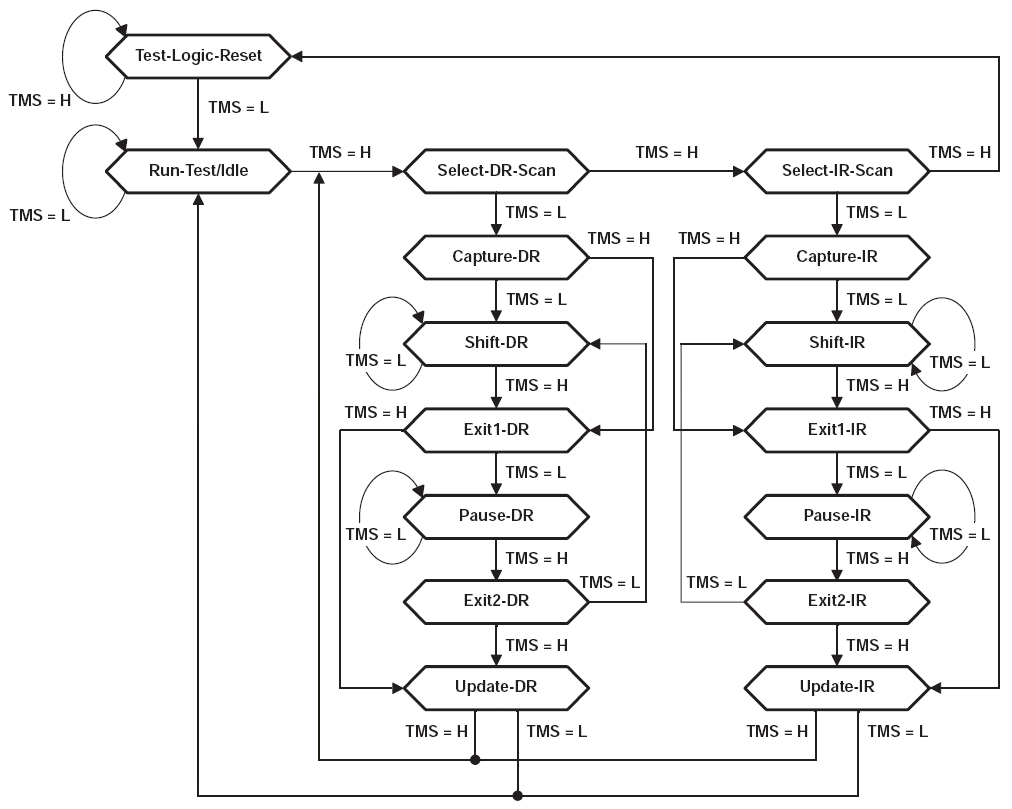 Test-Logic-Reset
TMS = H
TMS = L
TMS = H
TMS = H
TMS = H
Run-Test/Idle
Select-DR-Scan
Select-IR-Scan
TMS = L
TMS = L
TMS = L
TMS = H
TMS = H
Capture-DR
Capture-IR
TMS = L
TMS = L
Shift-DR
Shift-IR
TMS = L
TMS = L
TMS = H
TMS = H
TMS = H
TMS = H
Exit1-DR
Exit1-IR
TMS = L
TMS = L
Pause-DR
Pause-IR
TMS = L
TMS = L
TMS = H
TMS = H
TMS = L
TMS = L
Exit2-DR
Exit2-IR
TMS = H
TMS = H
Update-DR
Update-IR
TMS = H
TMS = L
TMS = H
TMS = L